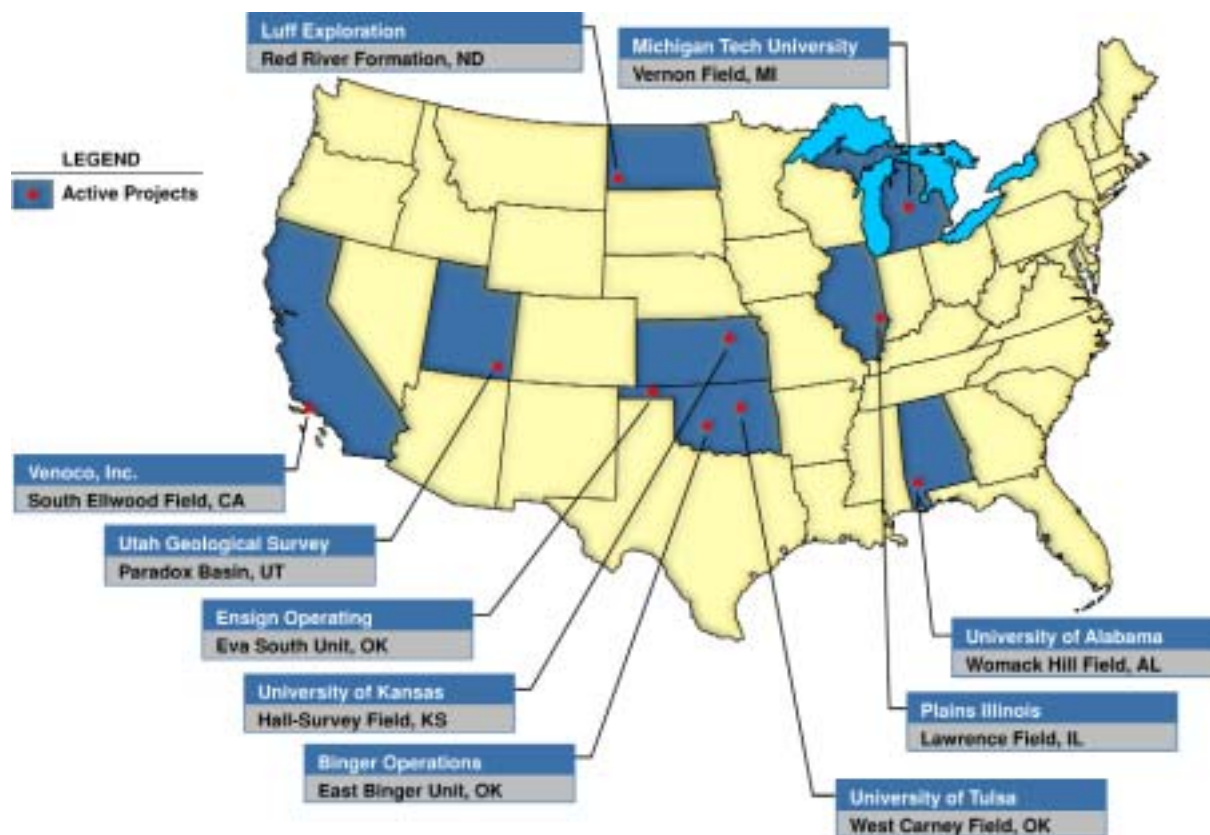 Luff Exploration
Red River Formation, ND
Michigan Tech University
Vernon Field, MI
LEGEND
Active Projects
Venoco, Inc.
South Ellwood Field, CA
Utah Geological Survey
Paradox Basin, UT
Ensign Operating
Eva South Unit, OK
University of Kansas
Hall-Survey Field, KS
Binger Operations
East Binger Unit, OK
University of Alabama
Womack Hill Field, AL
Plains Illinois
Lawrence Field, IL
University of Tulsa
West Carney Field, OK